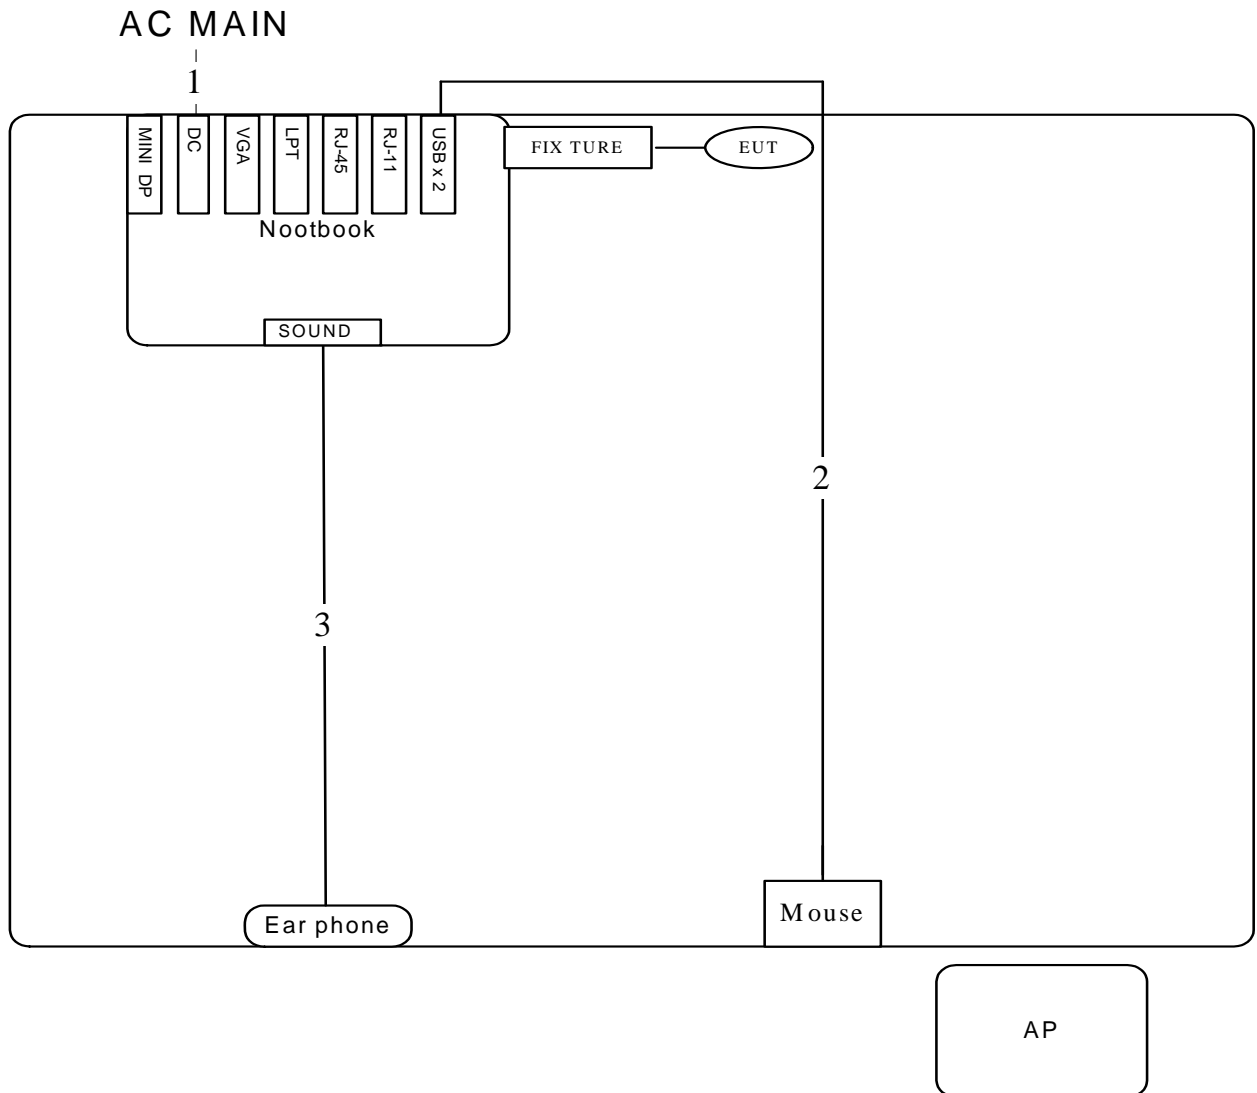 AC MAIN
1
MINI DP
DC
VGA
LPT
RJ-45
RJ-11
USB x 2
FIX TURE
EUT
Nootbook
SOUND
2
3
Ear phone
Mouse
AP